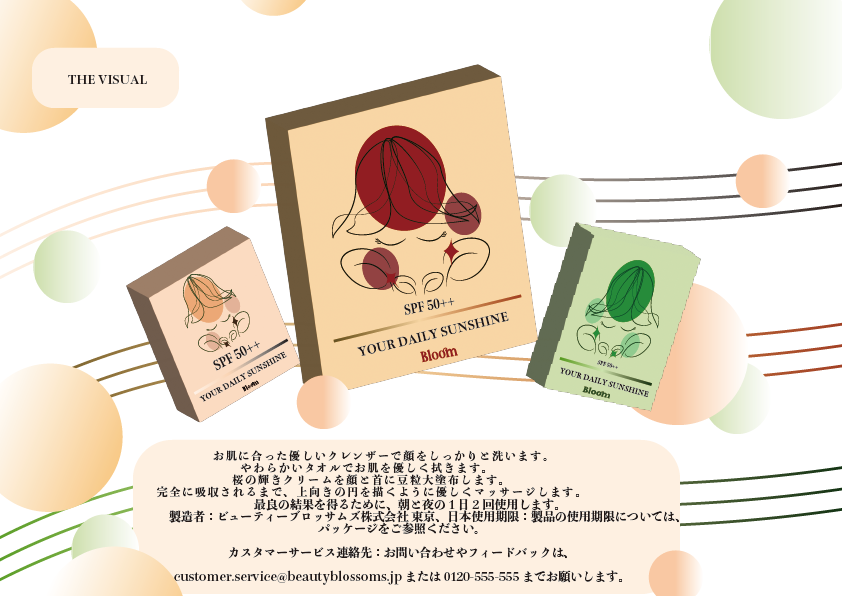 THE VISUAL
SPF 50++
YOUR DAILY SUNSHINE
Bloom
SPF 50++
YOUR DAILY SUNSHINE
Bloom
SPF 50++
YOUR DAILY SUNSHINE
Bloom
お肌に合った優しいクレンザーで顔をしっかりと洗います。
やわらかいタオルでお肌を優しく拭きます。
桜の輝きクリームを顔と首に豆粒大塗布します。
完全に吸収されるまで、上向きの円を描くように優しくマッサージします。
最良の結果を得るために、朝と夜の1日2回使用します。
製造者：ビューティーブロッサムズ株式会社 東京、日本使用期限：製品の使用期限については、
パッケージをご参照ください。
カスタマーサービス連絡先：お問い合わせやフィードバックは、
customer.service@beautyblossoms.jp または 0120-555-555 までお願いします。